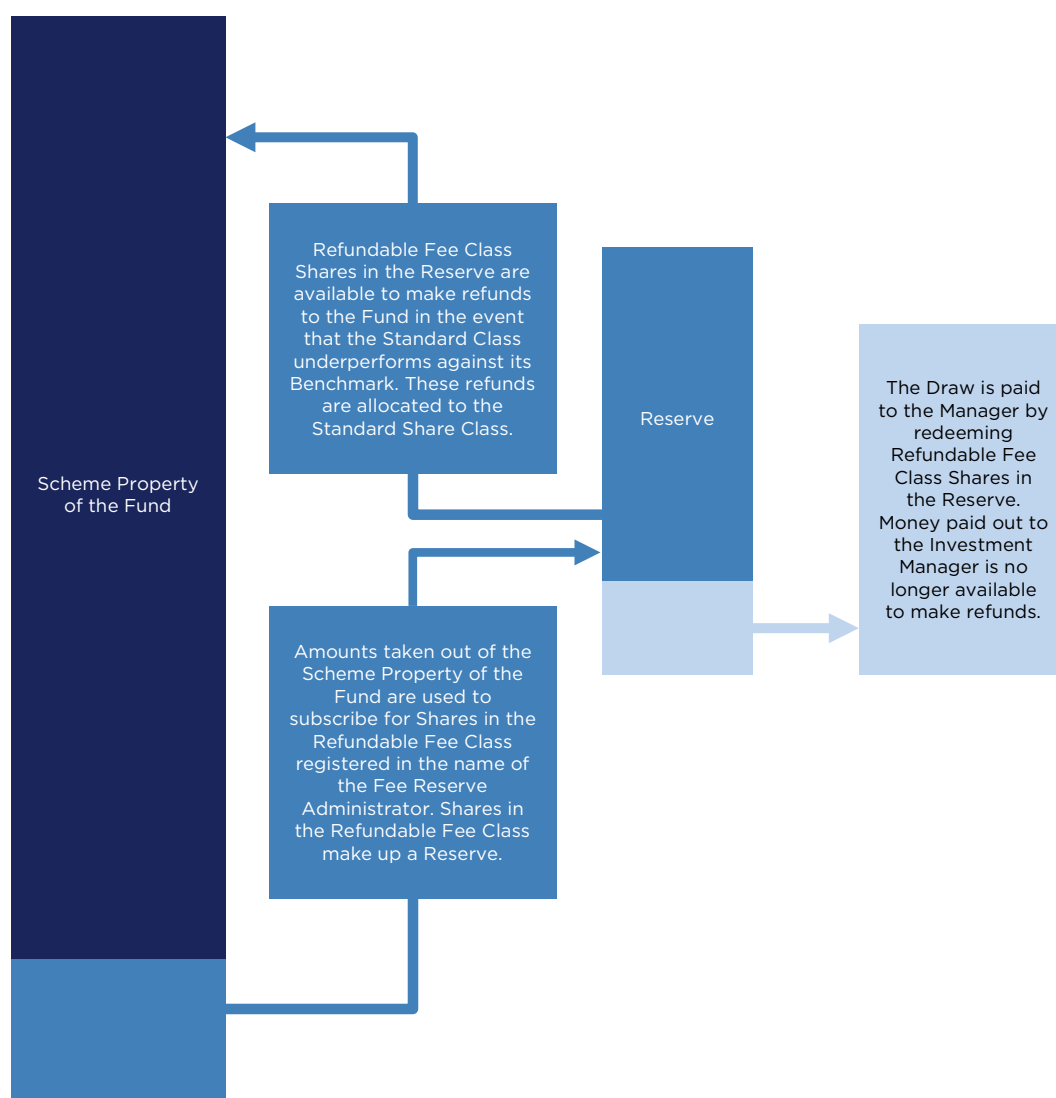 Scheme Property
of the Fund
Refundable Fee Class
Shares in the Reserve are
available to make refunds
to the Fund in the event
that the Standard Class
underperforms against its
Benchmark. These refunds
are allocated to the
Standard Share Class.
Amounts taken out of the
Scheme Property of the
Fund are used to
subscribe for Shares in the
Refundable Fee Class
registered in the name of
the Fee Reserve
Administrator. Shares in
the Refundable Fee Class
make up a Reserve.
Reserve
The Draw is paid
to the Manager by
redeeming
Refundable Fee
Class Shares in
the Reserve.
Money paid out to
the Investment
Manager is no
longer available
to make refunds.